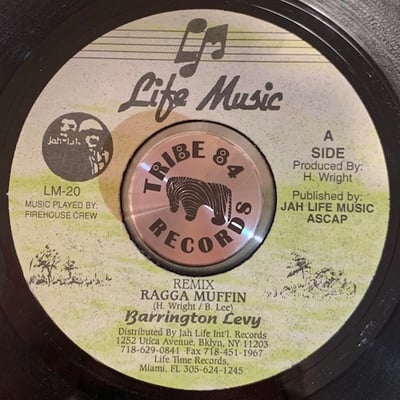 Life Music
Jah Life
LM-20
MUSIC PLAYED BY:
FIREHOUSE CREW
TRIBE 84
RECORDS
A
SIDE
Produced By:
H. Wright
Published by:
JAH LIFE MUSIC
ASCAP
REMIX
RAGGA MUFFIN
(H. Wright / B. Lee)
Barrington Levy
Distributed By Jah Life Int'l. Records
1252 Utica Avenue, Bklyn, NY 11203
718-629-0841 Fax 718-451-1967
Life Time Records,
Miami, FL 305-624-1245